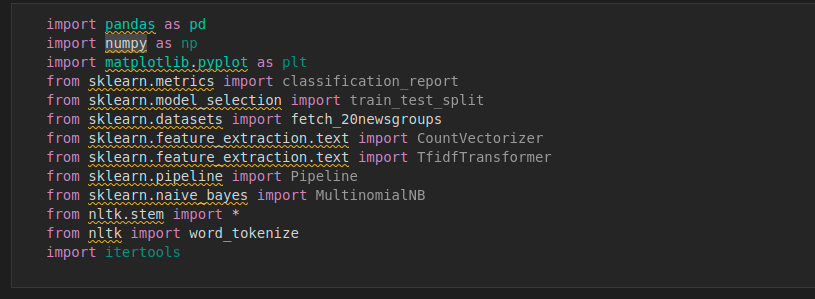 import pandas as pd
import numpy as np
import matplotlib.pyplot as plt
from sklearn.metrics import classification_report
from sklearn.model_selection import train_test_split
from sklearn.datasets import fetch_20newsgroups
from sklearn.feature_extraction.text import CountVectorizer
from sklearn.feature_extraction.text import TfidfTransformer
from sklearn.pipeline import Pipeline
from sklearn.naive_bayes import MultinomialNB
from nltk.stem import *
from nltk import word_tokenize
import itertools